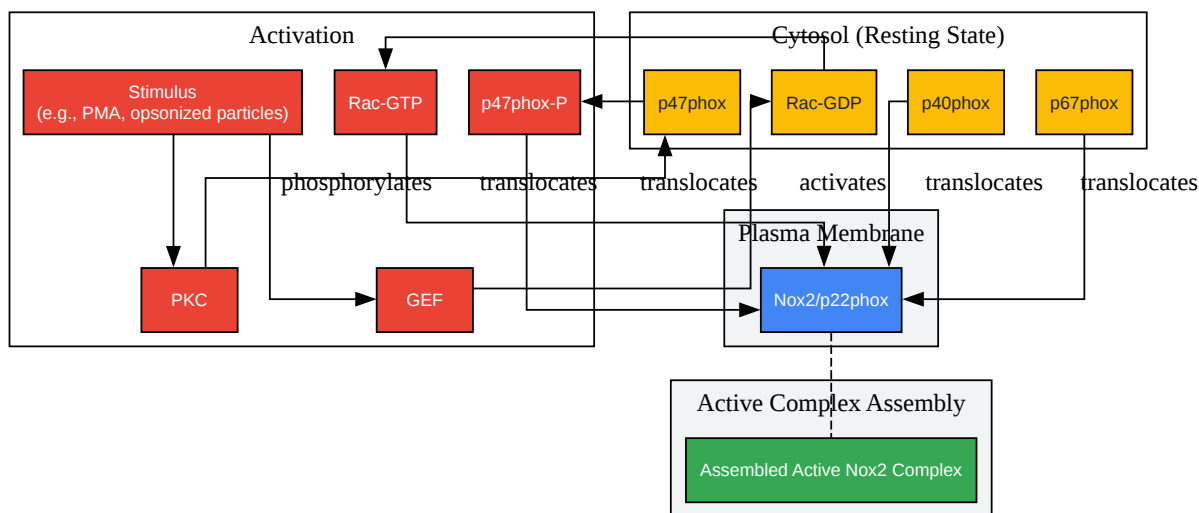 Activation
Cytosol (Resting State)
Stimulus
(e.g., PMA, opsonized particles)
Rac-GTP
p47phox-P
p47phox
Rac-GDP
p40phox
p67phox
phosphorylates
translocates
translocates
activates
translocates
translocates
Plasma Membrane
PKC
GEF
Nox2/p22phox
Active Complex Assembly
Assembled Active Nox2 Complex